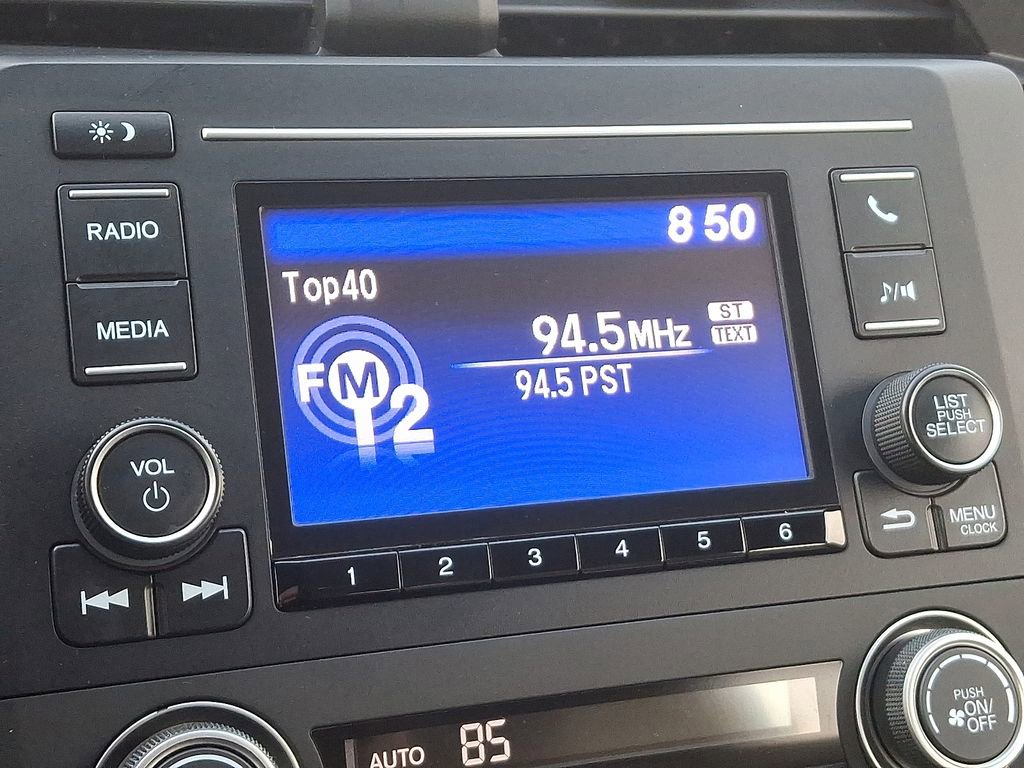 RADIO
MEDIA
8 50
Top40
94.5MHz
ST
TEXT
94.5 PST
FM
12
VOL
LIST
PUSH
SELECT
MENU
CLOCK
1 2 3 4 5 6
AUTO 85
PUSH
ON/
OFF